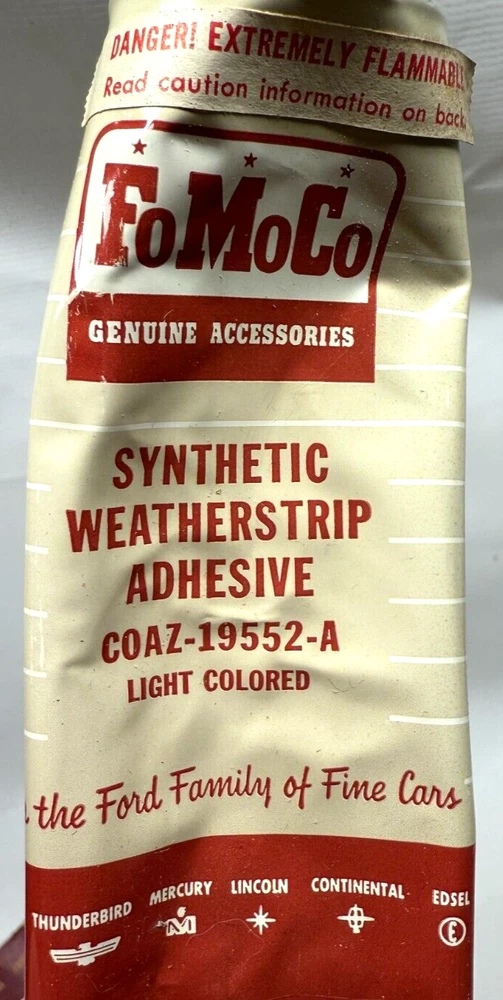 DANGER! EXTREMELY FLAMMABL
Read caution information on back
FoMoCo
GENUINE ACCESSORIES
SYNTHETIC
WEATHERSTRIP
ADHESIVE
COAZ-19552-A
LIGHT COLORED
the Ford Family of Fine Cars
THUNDERBIRD MERCURY LINCOLN CONTINENTAL EDSEL
M E